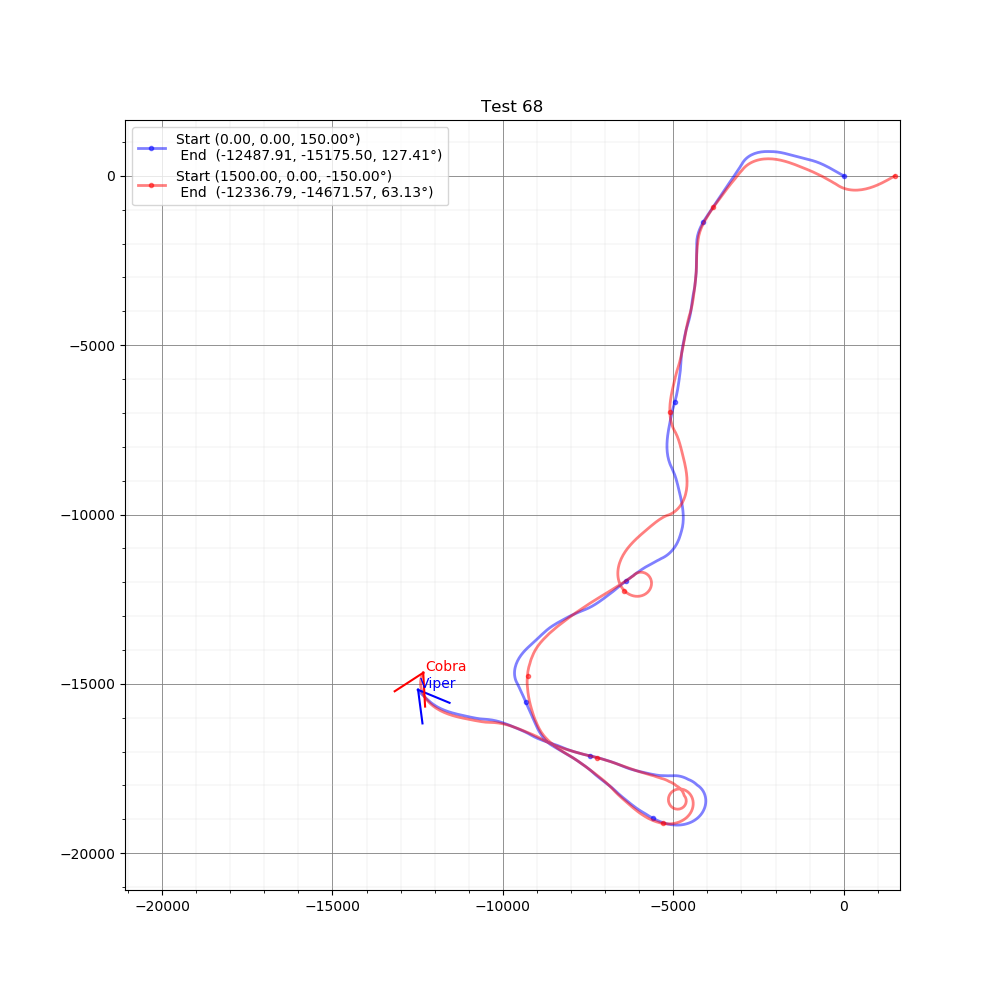 Test 68
Start (0.00, 0.00, 150.00°)
End  (-12487.91, -15175.50, 127.41°)
Start (1500.00, 0.00, -150.00°)
End  (-12336.79, -14671.57, 63.13°)
0
−5000
−10000
−15000
−20000
Cobra
Viper
−20000 −15000 −10000 −5000 0